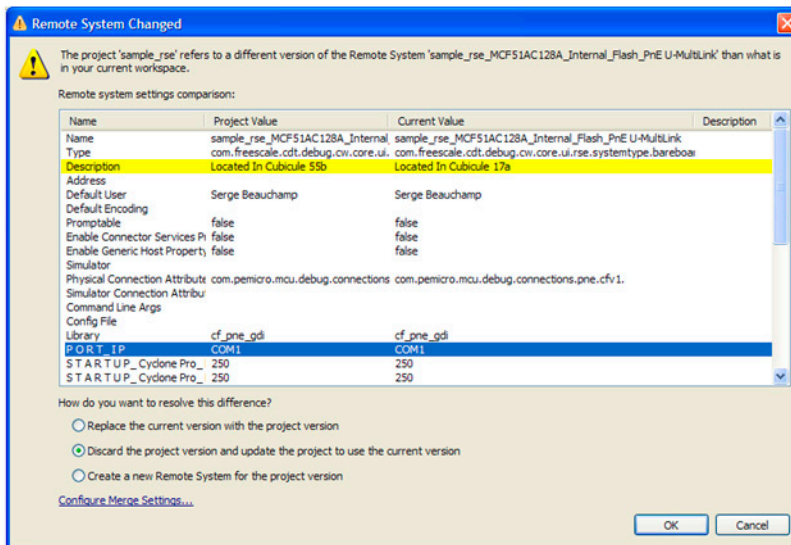 Remote System Changed
The project 'sample_rse' refers to a different version of the Remote System 'sample_rse_MCF51AC128A_Internal_Flash_PnE U-MultiLink' than what is
in your current workspace.
Remote system settings comparison:
Name Project Value Current Value Description
Name sample_rse_MCF51AC128A_Internal_ sample_rse_MCF51AC128A_Internal_Flash_PnE U-MultiLink
Type com.freescale.cdt.debug.cw.core.ui. com.freescale.cdt.debug.cw.core.ui.rse.systemtype.bareboar
Description Located In Cubicule 55b Located In Cubicule 17a
Address
Default User Serge Beauchamp Serge Beauchamp
Default Encoding
Promptable false false
Enable Connector Services Pr false false
Enable Generic Host Property false false
Simulator
Physical Connection Attribute com.pemicro.mcu.debug.connections com.pemicro.mcu.debug.connections.pne.cfv1.
Simulator Connection Attribu
Command Line Args
Config File
Library cf_pne_gdi cf_pne_gdi
P O R T _ I P COM1 COM1
S T A R T U P _ Cyclone Pro_ 250 250
S T A R T U P _ Cyclone Pro_ 250 250
How do you want to resolve this difference?
Replace the current version with the project version
Discard the project version and update the project to use the current version
Create a new Remote System for the project version
Configure Merge Settings...
OK Cancel